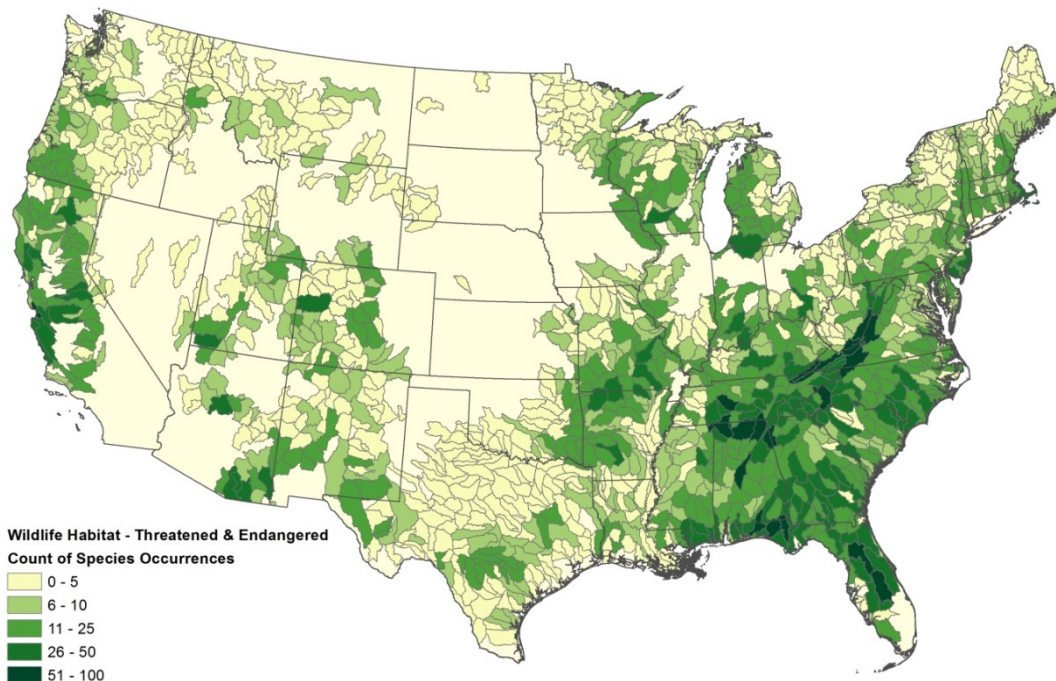 Wildlife Habitat - Threatened & Endangered
Count of Species Occurrences
0 - 5
6 - 10
11 - 25
26 - 50
51 - 100